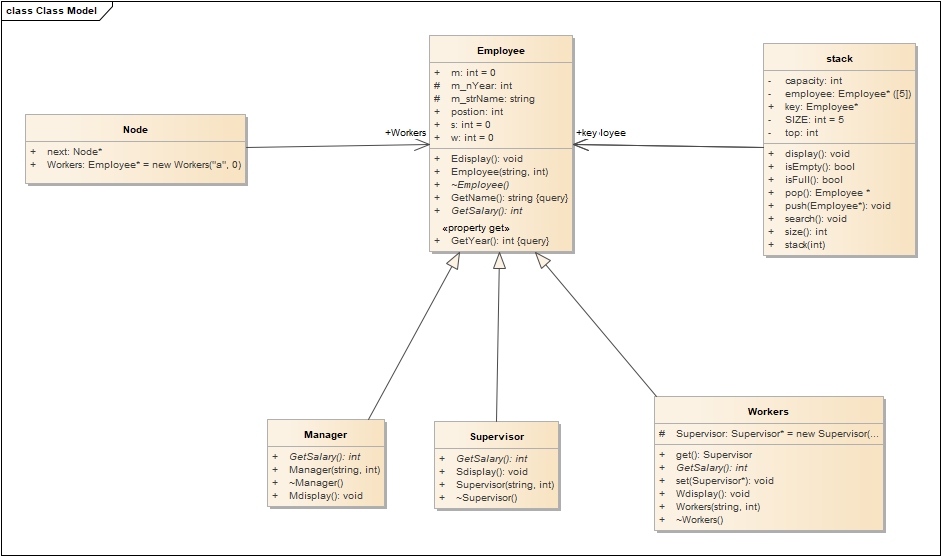 class Class Model
Employee
+ m: int = 0
# m_nYear: int
# m_strName: string
+ postion: int
+ s: int = 0
+ w: int = 0
+ Edisplay(): void
+ Employee(string, int)
+ ~Employee()
+ GetName(): string {query}
+ GetSalary(): int
«property get»
+ GetYear(): int {query}
stack
- capacity: int
- employee: Employee* ([5])
+ key: Employee*
- SIZE: int = 5
- top: int
+ display(): void
+ isEmpty(): bool
+ isFull(): bool
+ pop(): Employee *
+ push(Employee*): void
+ search(): void
+ size(): int
+ stack(int)
Node
+ next: Node*
+ Workers: Employee* = new Workers("a", 0)
+Workers
+key loyee
Manager
+ GetSalary(): int
+ Manager(string, int)
+ ~Manager()
+ Mdisplay(): void
Supervisor
+ GetSalary(): int
+ Sdisplay(): void
+ Supervisor(string, int)
+ ~Supervisor()
Workers
# Supervisor: Supervisor* = new Supervisor(...
+ get(): Supervisor
+ GetSalary(): int
+ set(Supervisor*): void
+ Wdisplay(): void
+ Workers(string, int)
+ ~Workers()